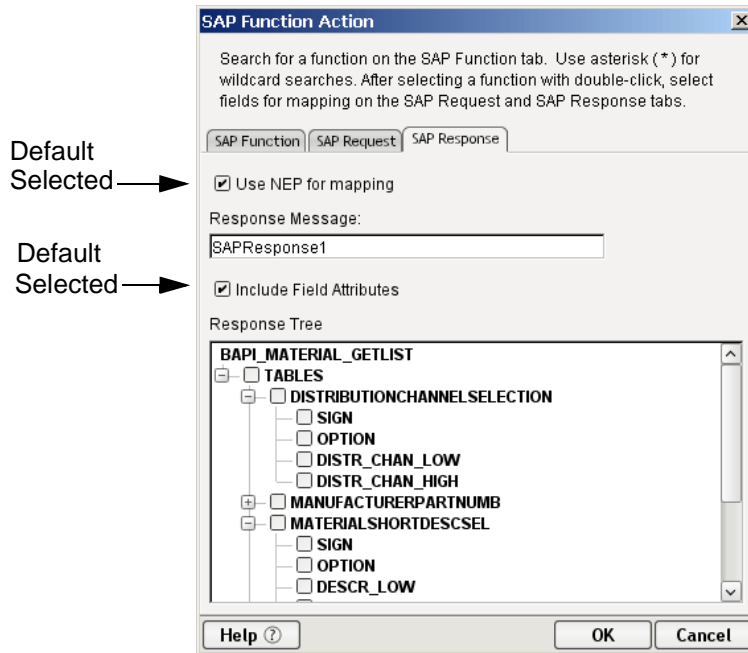 SAP Function Action
Search for a function on the SAP Function tab. Use asterisk (*) for
wildcard searches. After selecting a function with double-click, select
fields for mapping on the SAP Request and SAP Response tabs.
SAP Function SAP Request SAP Response
Default
Selected
Use NEP for mapping
Response Message:
SAPResponse1
Default
Selected
Include Field Attributes
Response Tree
BAPI_MATERIAL_GETLIST
TABLES
DISTRIBUTIONCHANNELSELECTION
SIGN
OPTION
DISTR_CHAN_LOW
DISTR_CHAN_HIGH
MANUFACTURERPARTNUMB
MATERIALSHORTDESCSEL
SIGN
OPTION
DESCR_LOW
Help ? OK Cancel